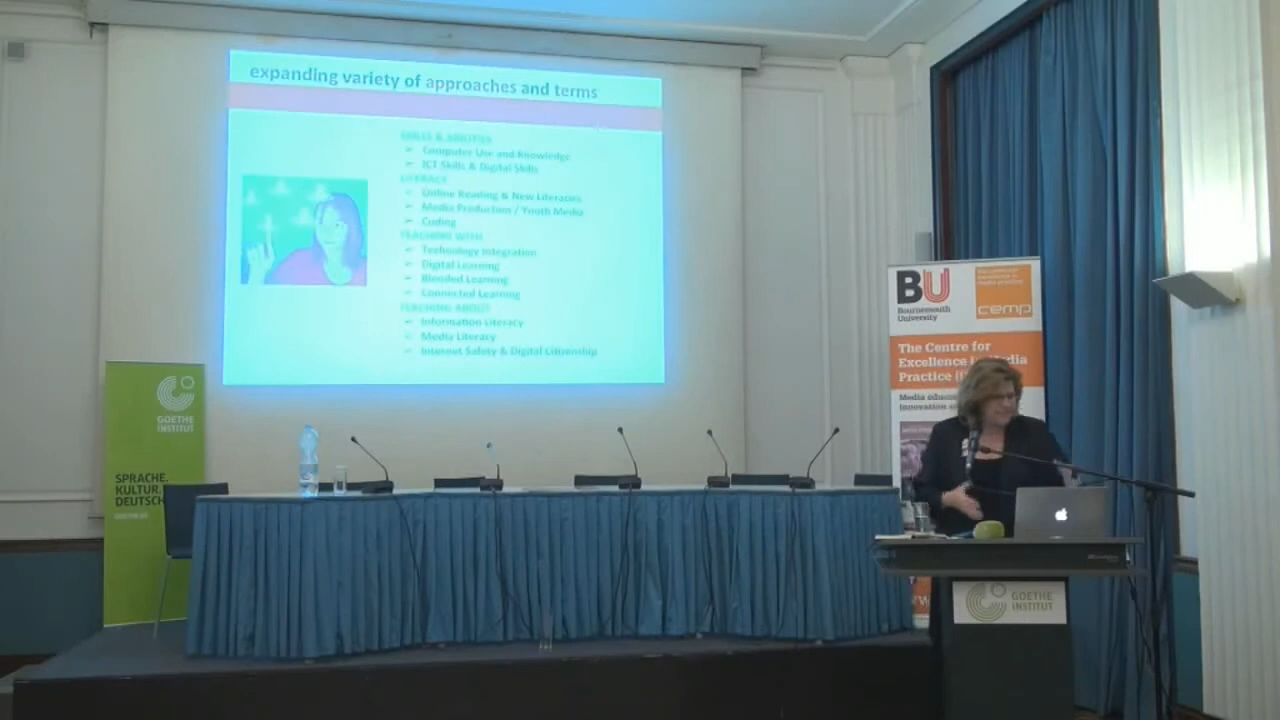 expanding variety of approaches and terms
SKILLS & ABILITIES
Computer Use and Knowledge
ICT Skills & Digital Skills
LITERACY
Online Reading & New Literacies
Media Production / Youth Media
Coding
TEACHING WITH
Technology Integration
Digital Learning
Blended Learning
Connected Learning
TEACHING ABOUT
Information Literacy
Media Literacy
Internet Safety & Digital Citizenship
GOETHE
INSTITUT
SPRACHE.
KULTUR.
DEUTSCH
BU
Bournemouth
University
cemp
The Centre for
Excellence in Media
Practice
Media
Innovation
GOETHE
INSTITUT